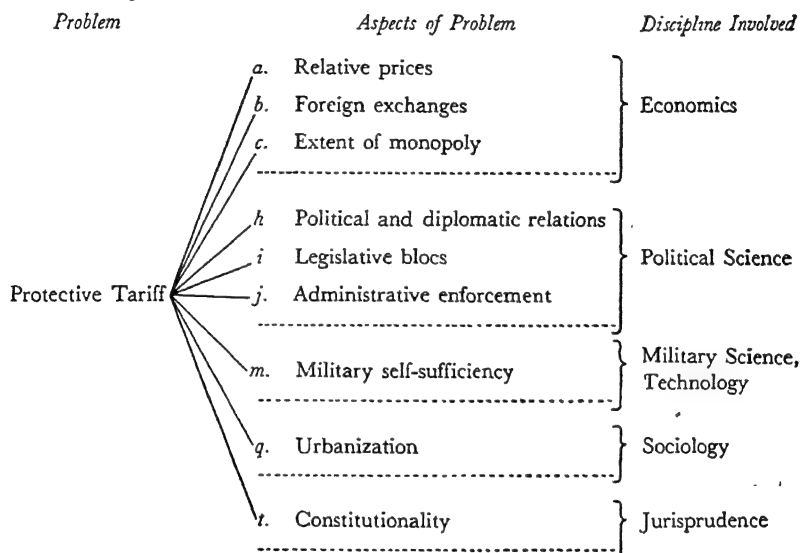 Problem Aspects of Problem Discipline Involved
a. Relative prices
b. Foreign exchanges Economics
c. Extent of monopoly
h Political and diplomatic relations
i Legislative blocs Political Science
Protective Tariff j. Administrative enforcement
m. Military self-sufficiency Military Science,
Technology
q. Urbanization Sociology
t. Constitutionality Jurisprudence